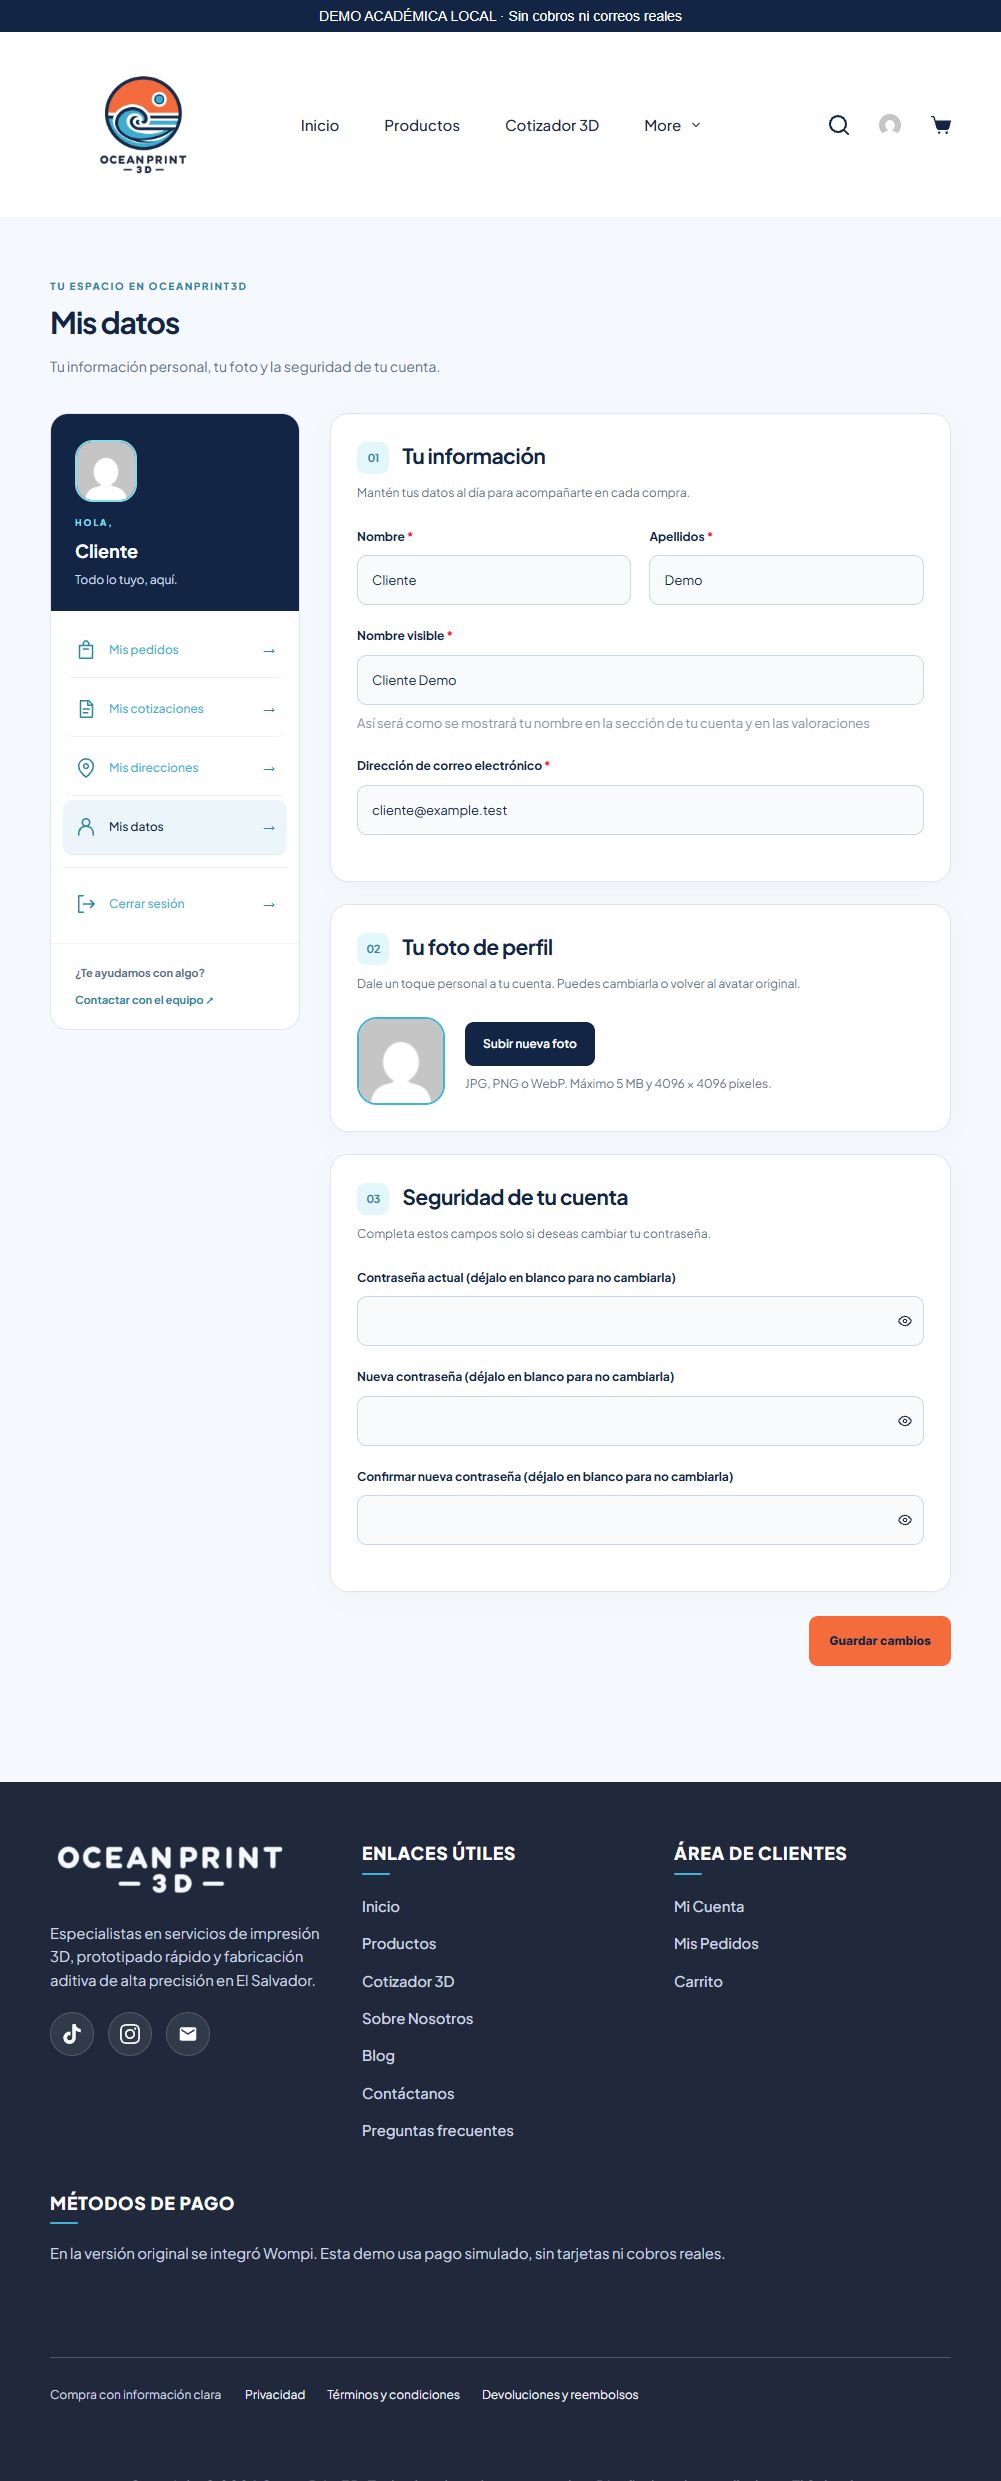 DEMO ACADÉMICA LOCAL · Sin cobros ni correos reales
OCEANPRINT
3D
Inicio
Productos
Cotizador 3D
More
TU ESPACIO EN OCEANPRINT3D
Mis datos
Tu información personal, tu foto y la seguridad de tu cuenta.
HOLA,
Cliente
Todo lo tuyo, aquí.
Mis pedidos →
Mis cotizaciones →
Mis direcciones →
Mis datos →
Cerrar sesión →
¿Te ayudamos con algo?
Contactar con el equipo ↗
01 Tu información
Mantén tus datos al día para acompañarte en cada compra.
Nombre * Apellidos *
Cliente Demo
Nombre visible *
Cliente Demo
Así será como se mostrará tu nombre en la sección de tu cuenta y en las valoraciones
Dirección de correo electrónico *
cliente@example.test
02 Tu foto de perfil
Dale un toque personal a tu cuenta. Puedes cambiarla o volver al avatar original.
Subir nueva foto
JPG, PNG o WebP. Máximo 5 MB y 4096 × 4096 píxeles.
03 Seguridad de tu cuenta
Completa estos campos solo si deseas cambiar tu contraseña.
Contraseña actual (déjalo en blanco para no cambiarla)
Nueva contraseña (déjalo en blanco para no cambiarla)
Confirmar nueva contraseña (déjalo en blanco para no cambiarla)
Guardar cambios
OCEANPRINT
3D
Especialistas en servicios de impresión
3D, prototipado rápido y fabricación
aditiva de alta precisión en El Salvador.
ENLACES ÚTILES
Inicio
Productos
Cotizador 3D
Sobre Nosotros
Blog
Contáctanos
Preguntas frecuentes
ÁREA DE CLIENTES
Mi Cuenta
Mis Pedidos
Carrito
MÉTODOS DE PAGO
En la versión original se integró Wompi. Esta demo usa pago simulado, sin tarjetas ni cobros reales.
Compra con información clara Privacidad Términos y condiciones Devoluciones y reembolsos